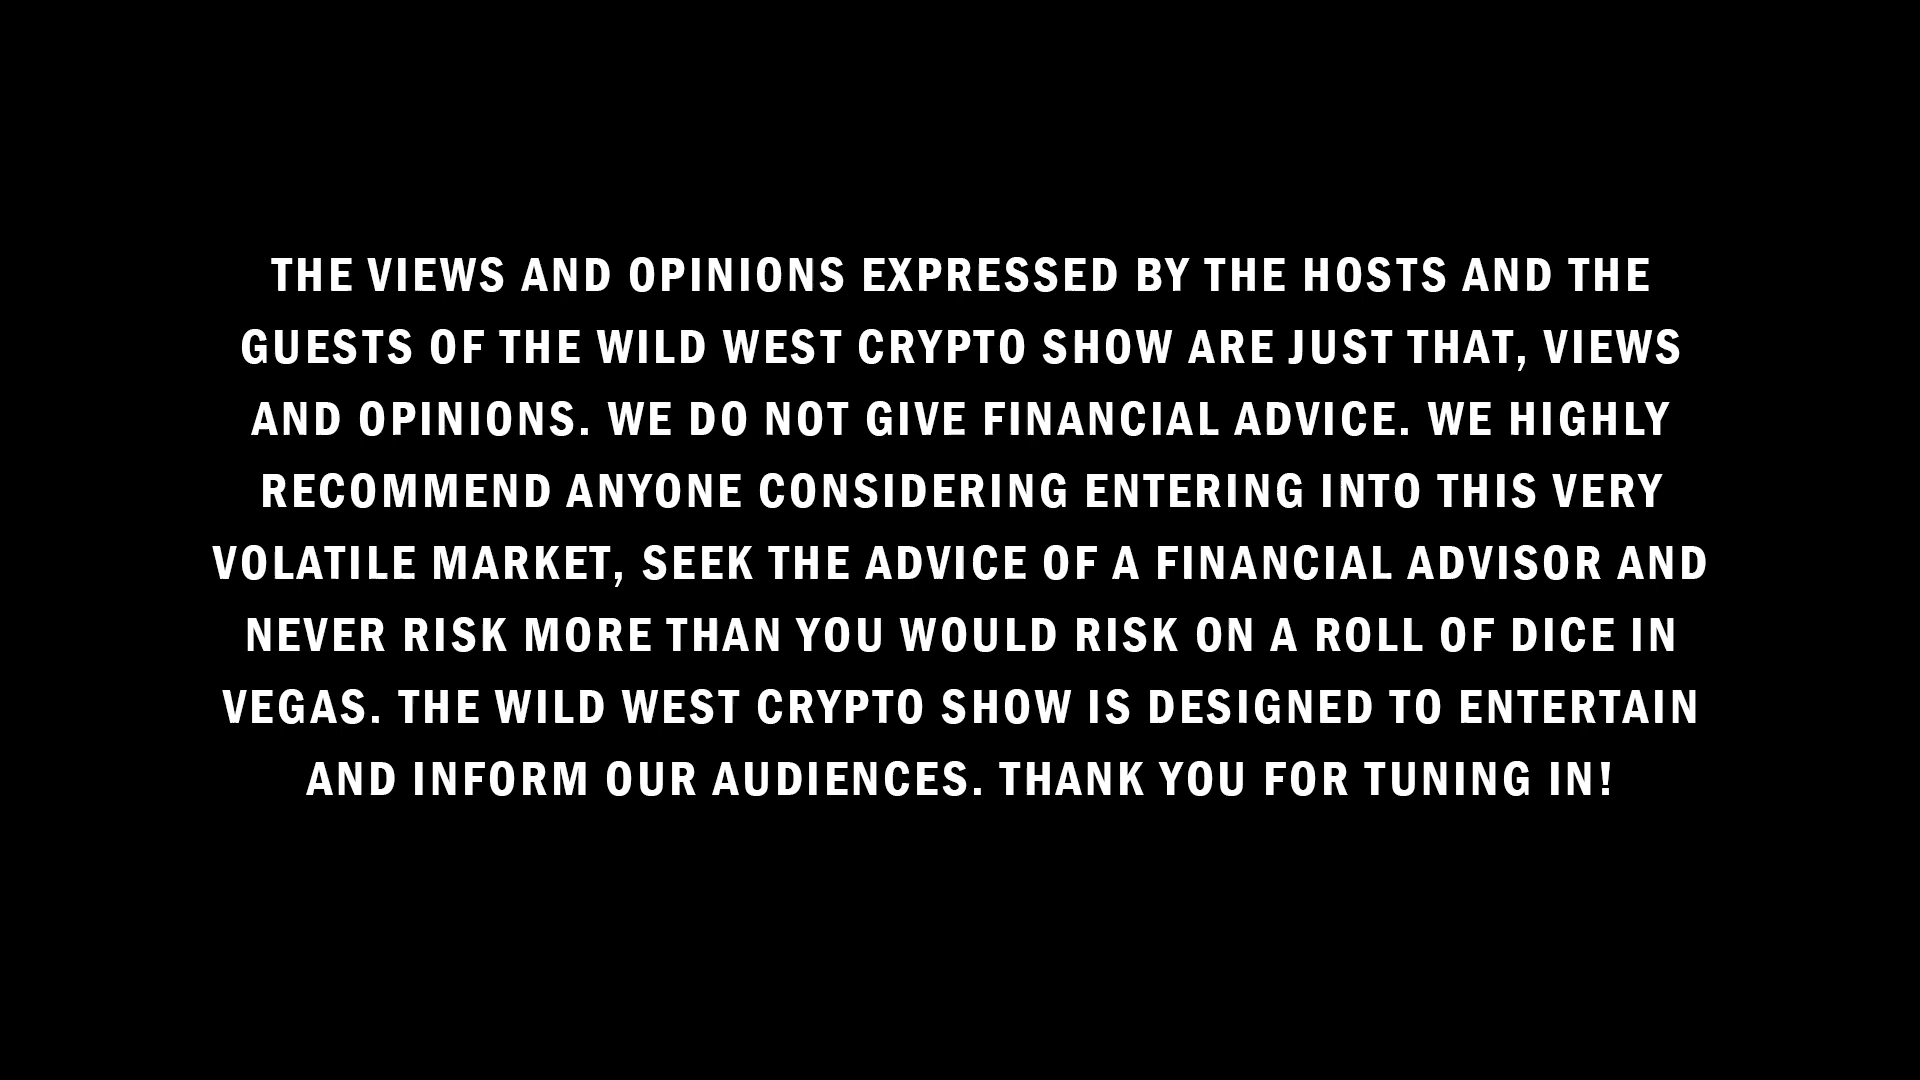 THE VIEWS AND OPINIONS EXPRESSED BY THE HOSTS AND THE
GUESTS OF THE WILD WEST CRYPTO SHOW ARE JUST THAT, VIEWS
AND OPINIONS. WE DO NOT GIVE FINANCIAL ADVICE. WE HIGHLY
RECOMMEND ANYONE CONSIDERING ENTERING INTO THIS VERY
VOLATILE MARKET, SEEK THE ADVICE OF A FINANCIAL ADVISOR AND
NEVER RISK MORE THAN YOU WOULD RISK ON A ROLL OF DICE IN
VEGAS. THE WILD WEST CRYPTO SHOW IS DESIGNED TO ENTERTAIN
AND INFORM OUR AUDIENCES. THANK YOU FOR TUNING IN!